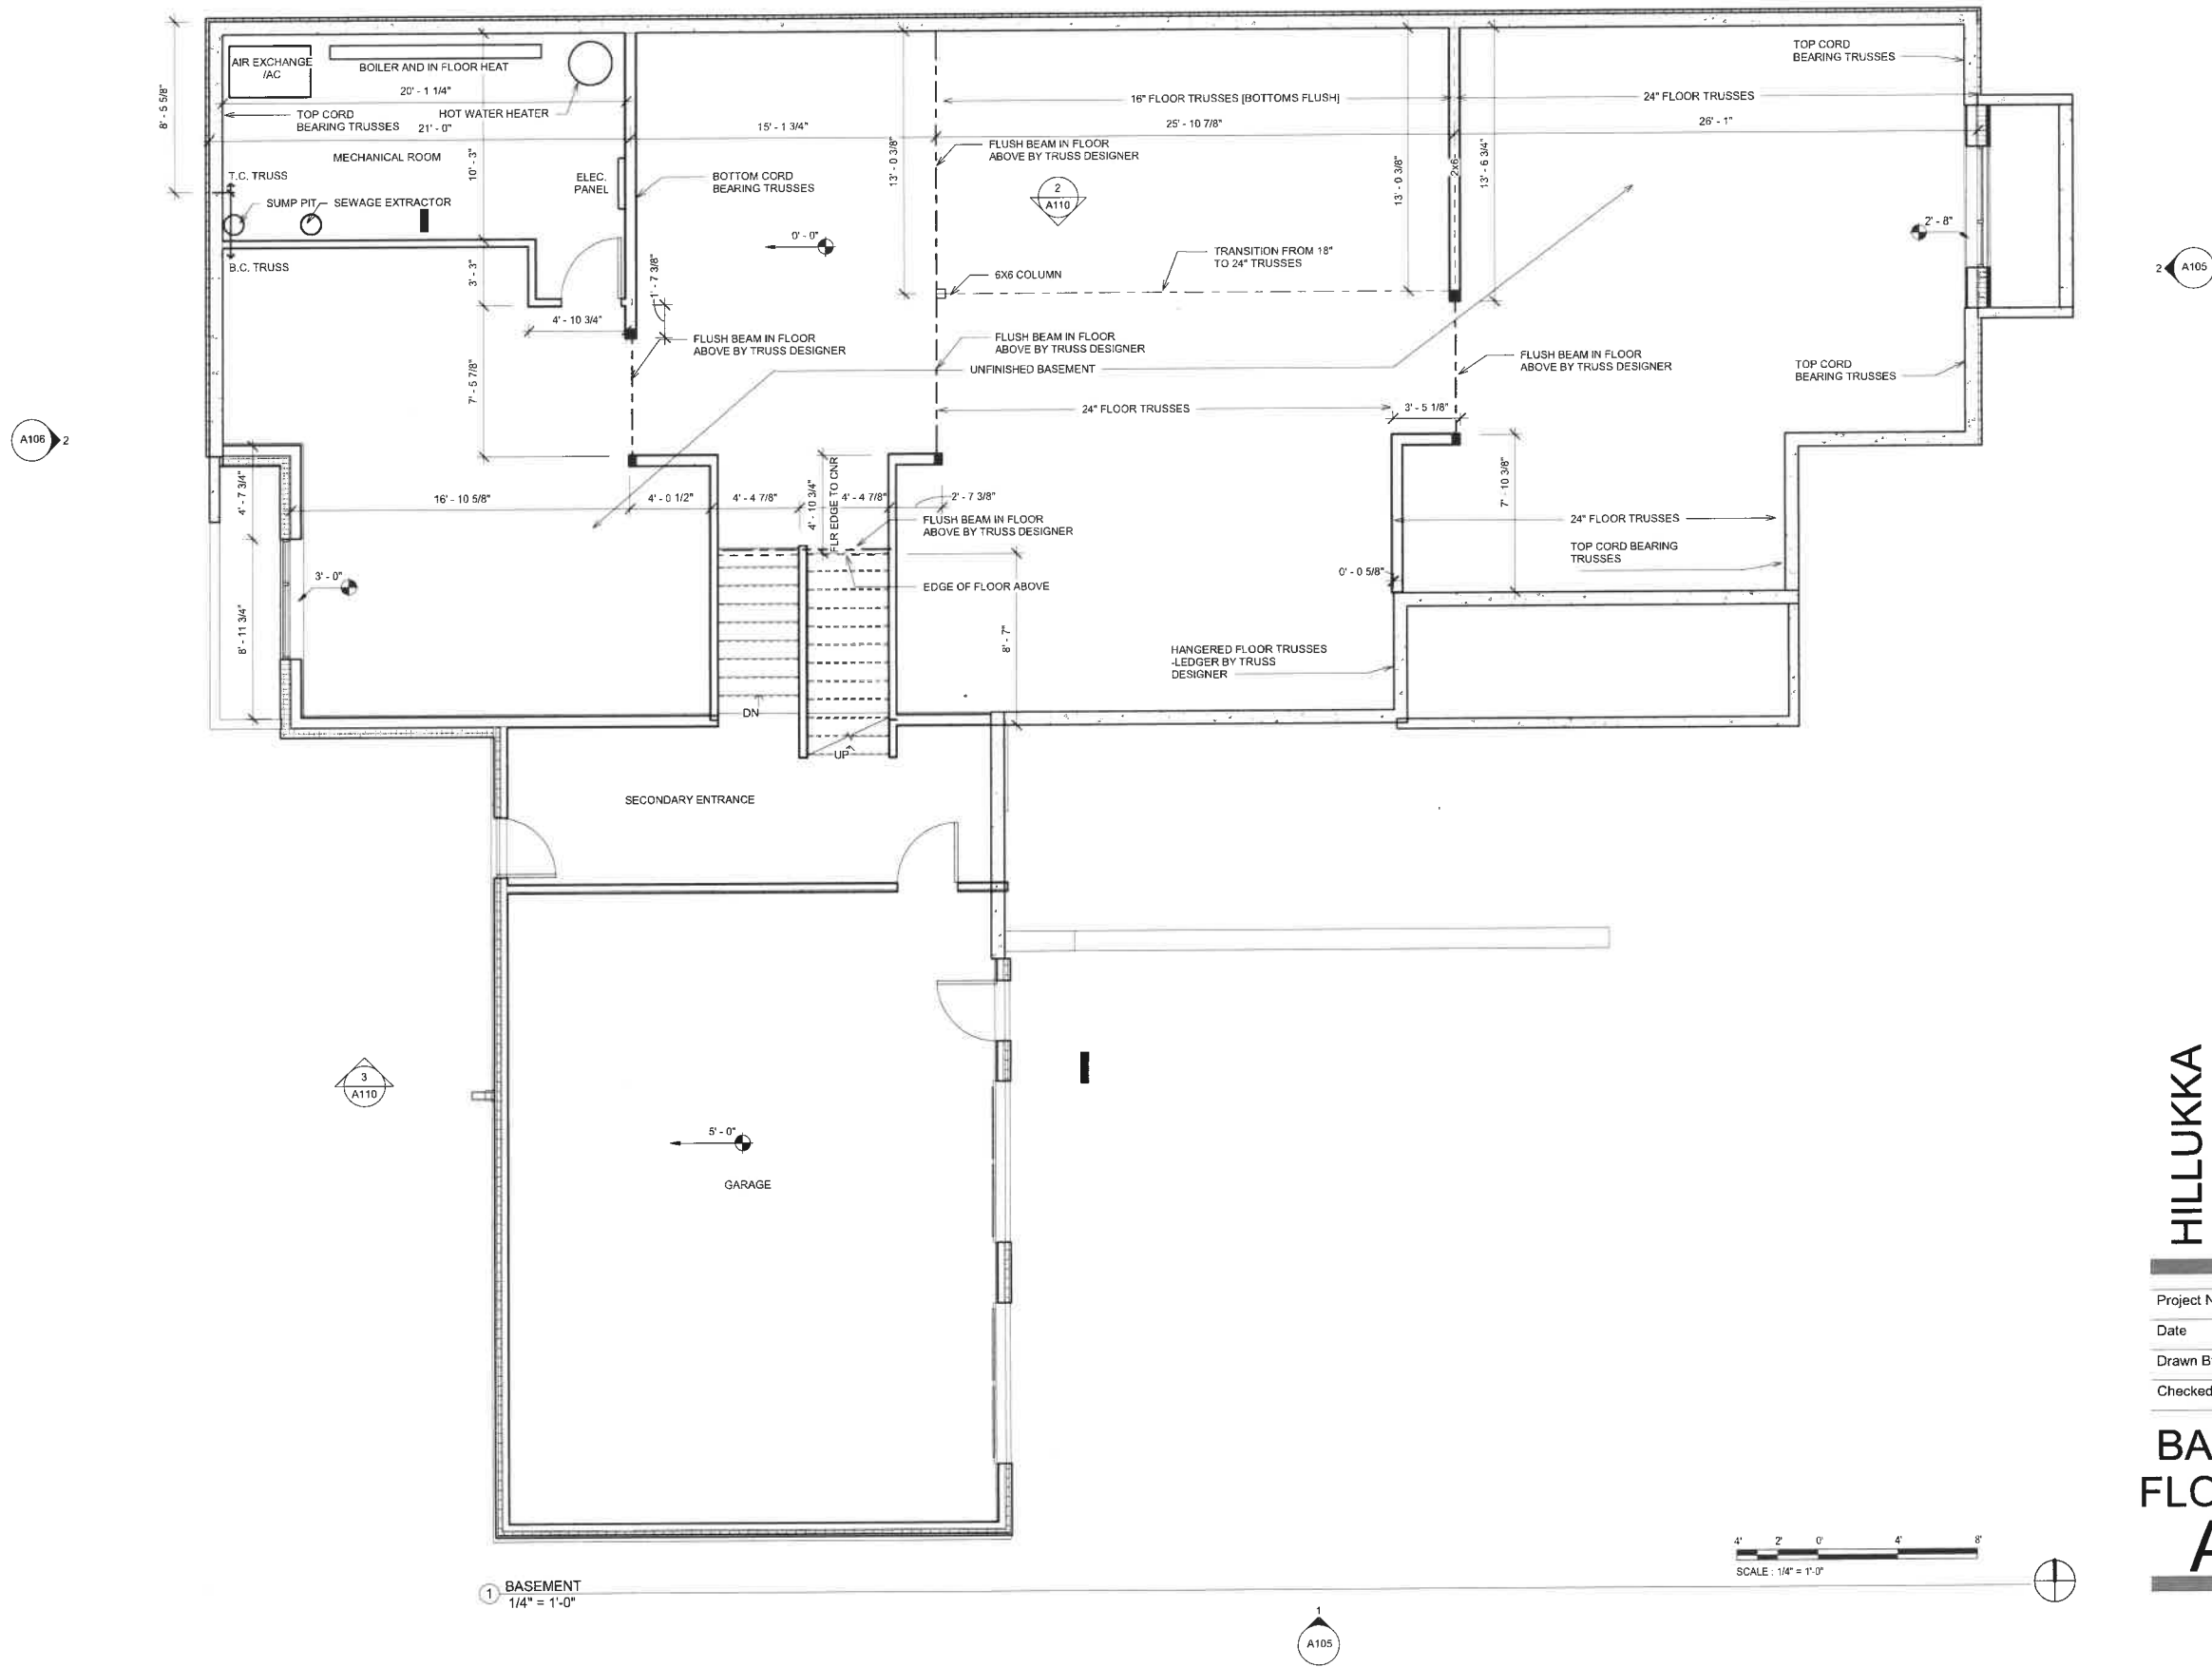 AIR EXCHANGE
/AC
BOILER AND IN FLOOR HEAT
20' - 1 1/4"
TOP CORD
BEARING TRUSSES
HOT WATER HEATER
21' - 0"
8' - 5 5/8"
MECHANICAL ROOM
10' - 3"
T.C. TRUSS
SUMP PIT
SEWAGE EXTRACTOR
B.C. TRUSS
ELEC.
PANEL
BOTTOM CORD
BEARING TRUSSES
15' - 1 3/4"
13' - 0 3/8"
16" FLOOR TRUSSES [BOTTOMS FLUSH]
25' - 10 7/8"
FLUSH BEAM IN FLOOR
ABOVE BY TRUSS DESIGNER
2
A110
13' - 0 3/8"
2x6
13' - 6 3/4"
TOP CORD
BEARING TRUSSES
24" FLOOR TRUSSES
26' - 1"
2' - 8"
2
A105
0' - 0"
TRANSITION FROM 18"
TO 24" TRUSSES
6X6 COLUMN
3' - 3"
1' - 7 3/8"
4' - 10 3/4"
FLUSH BEAM IN FLOOR
ABOVE BY TRUSS DESIGNER
FLUSH BEAM IN FLOOR
ABOVE BY TRUSS DESIGNER
UNFINISHED BASEMENT
FLUSH BEAM IN FLOOR
ABOVE BY TRUSS DESIGNER
TOP CORD
BEARING TRUSSES
7' - 5 7/8"
24" FLOOR TRUSSES
3' - 5 1/8"
A106
2
4' - 7 3/4"
16' - 10 5/8"
4' - 0 1/2"
4' - 4 7/8"
4' - 10 3/4"
FLR EDGE TO CNR
4' - 4 7/8"
2' - 7 3/8"
FLUSH BEAM IN FLOOR
ABOVE BY TRUSS DESIGNER
7' - 10 3/8"
24" FLOOR TRUSSES
TOP CORD BEARING
TRUSSES
0' - 0 5/8"
3' - 0"
EDGE OF FLOOR ABOVE
8' - 11 3/4"
8' - 7"
HANGERED FLOOR TRUSSES
-LEDGER BY TRUSS
DESIGNER
DN
UP
SECONDARY ENTRANCE
3
A110
5' - 0"
GARAGE
HILLUKKA
Project N
Date
Drawn B
Checked
BA
FLO
A
4' 2' 0' 4' 8'
SCALE : 1/4" = 1'-0"
1
BASEMENT
1/4" = 1'-0"
1
A105